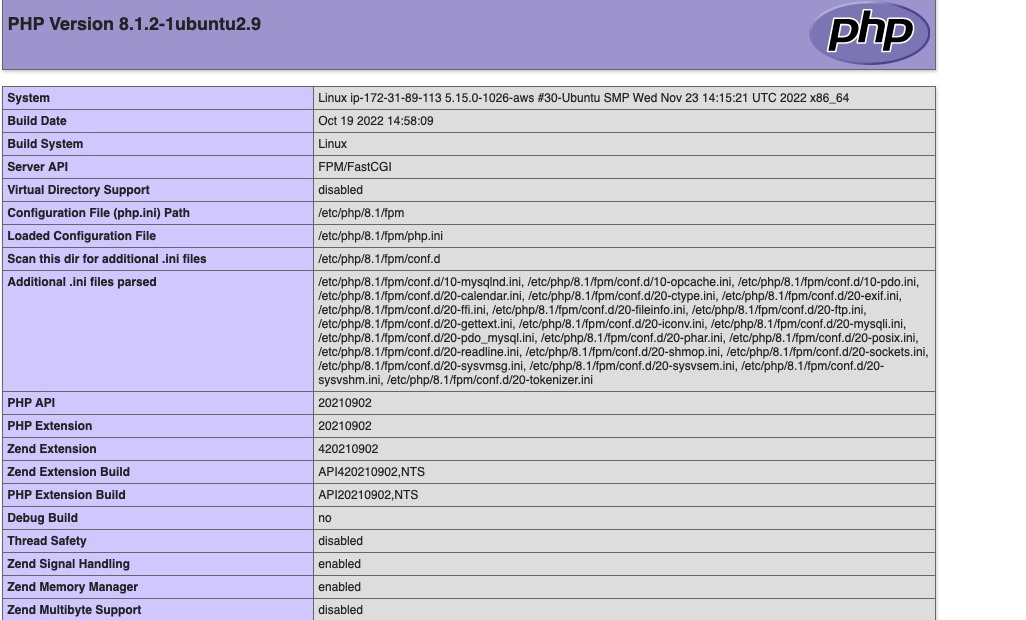 PHP Version 8.1.2-1ubuntu2.9
php
System Linux ip-172-31-89-113 5.15.0-1026-aws #30-Ubuntu SMP Wed Nov 23 14:15:21 UTC 2022 x86_64
Build Date Oct 19 2022 14:58:09
Build System Linux
Server API FPM/FastCGI
Virtual Directory Support disabled
Configuration File (php.ini) Path /etc/php/8.1/fpm
Loaded Configuration File /etc/php/8.1/fpm/php.ini
Scan this dir for additional .ini files /etc/php/8.1/fpm/conf.d
Additional .ini files parsed /etc/php/8.1/fpm/conf.d/10-mysqlnd.ini, /etc/php/8.1/fpm/conf.d/10-opcache.ini, /etc/php/8.1/fpm/conf.d/10-pdo.ini,
/etc/php/8.1/fpm/conf.d/20-calendar.ini, /etc/php/8.1/fpm/conf.d/20-ctype.ini, /etc/php/8.1/fpm/conf.d/20-exif.ini,
/etc/php/8.1/fpm/conf.d/20-ffi.ini, /etc/php/8.1/fpm/conf.d/20-fileinfo.ini, /etc/php/8.1/fpm/conf.d/20-ftp.ini,
/etc/php/8.1/fpm/conf.d/20-gettext.ini, /etc/php/8.1/fpm/conf.d/20-iconv.ini, /etc/php/8.1/fpm/conf.d/20-mysqli.ini,
/etc/php/8.1/fpm/conf.d/20-pdo_mysql.ini, /etc/php/8.1/fpm/conf.d/20-phar.ini, /etc/php/8.1/fpm/conf.d/20-posix.ini,
/etc/php/8.1/fpm/conf.d/20-readline.ini, /etc/php/8.1/fpm/conf.d/20-shmop.ini, /etc/php/8.1/fpm/conf.d/20-sockets.ini,
/etc/php/8.1/fpm/conf.d/20-sysvmsg.ini, /etc/php/8.1/fpm/conf.d/20-sysvsem.ini, /etc/php/8.1/fpm/conf.d/20-
sysvshm.ini, /etc/php/8.1/fpm/conf.d/20-tokenizer.ini
PHP API 20210902
PHP Extension 20210902
Zend Extension 420210902
Zend Extension Build API420210902,NTS
PHP Extension Build API20210902,NTS
Debug Build no
Thread Safety disabled
Zend Signal Handling enabled
Zend Memory Manager enabled
Zend Multibyte Support disabled